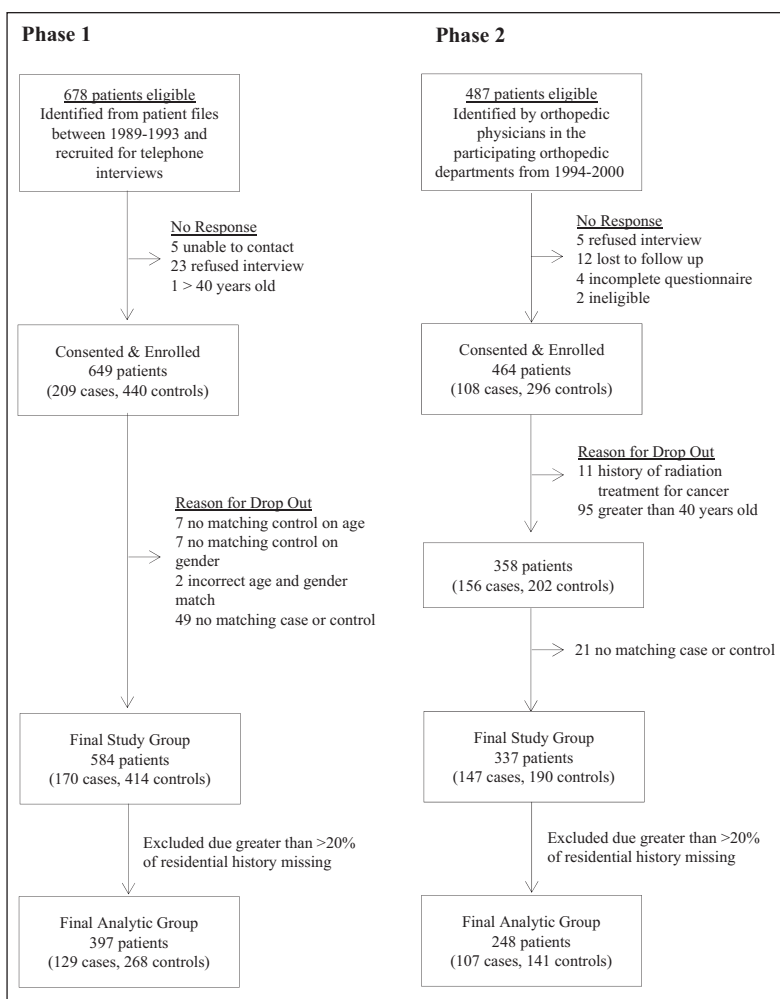 Phase 1
678 patients eligible
Identified from patient files
between 1989-1993 and
recruited for telephone
interviews
No Response
5 unable to contact
23 refused interview
1 > 40 years old
Consented & Enrolled
649 patients
(209 cases, 440 controls)
Reason for Drop Out
7 no matching control on age
7 no matching control on
gender
2 incorrect age and gender
match
49 no matching case or control
Final Study Group
584 patients
(170 cases, 414 controls)
Excluded due greater than >20%
of residential history missing
Final Analytic Group
397 patients
(129 cases, 268 controls)
Phase 2
487 patients eligible
Identified by orthopedic
physicians in the
participating orthopedic
departments from 1994-2000
No Response
5 refused interview
12 lost to follow up
4 incomplete questionnaire
2 ineligible
Consented & Enrolled
464 patients
(108 cases, 296 controls)
Reason for Drop Out
11 history of radiation
treatment for cancer
95 greater than 40 years old
358 patients
(156 cases, 202 controls)
21 no matching case or control
Final Study Group
337 patients
(147 cases, 190 controls)
Excluded due greater than >20%
of residential history missing
Final Analytic Group
248 patients
(107 cases, 141 controls)